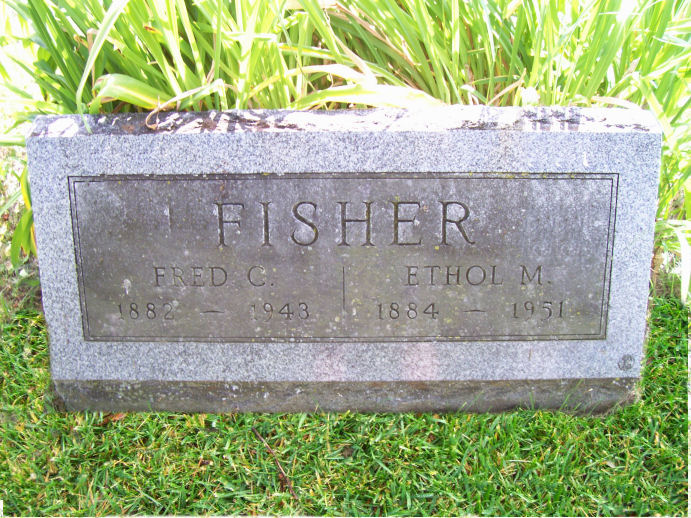 FISHER
FRED C. ETHOL M.
1882 — 1943 1884 — 1951